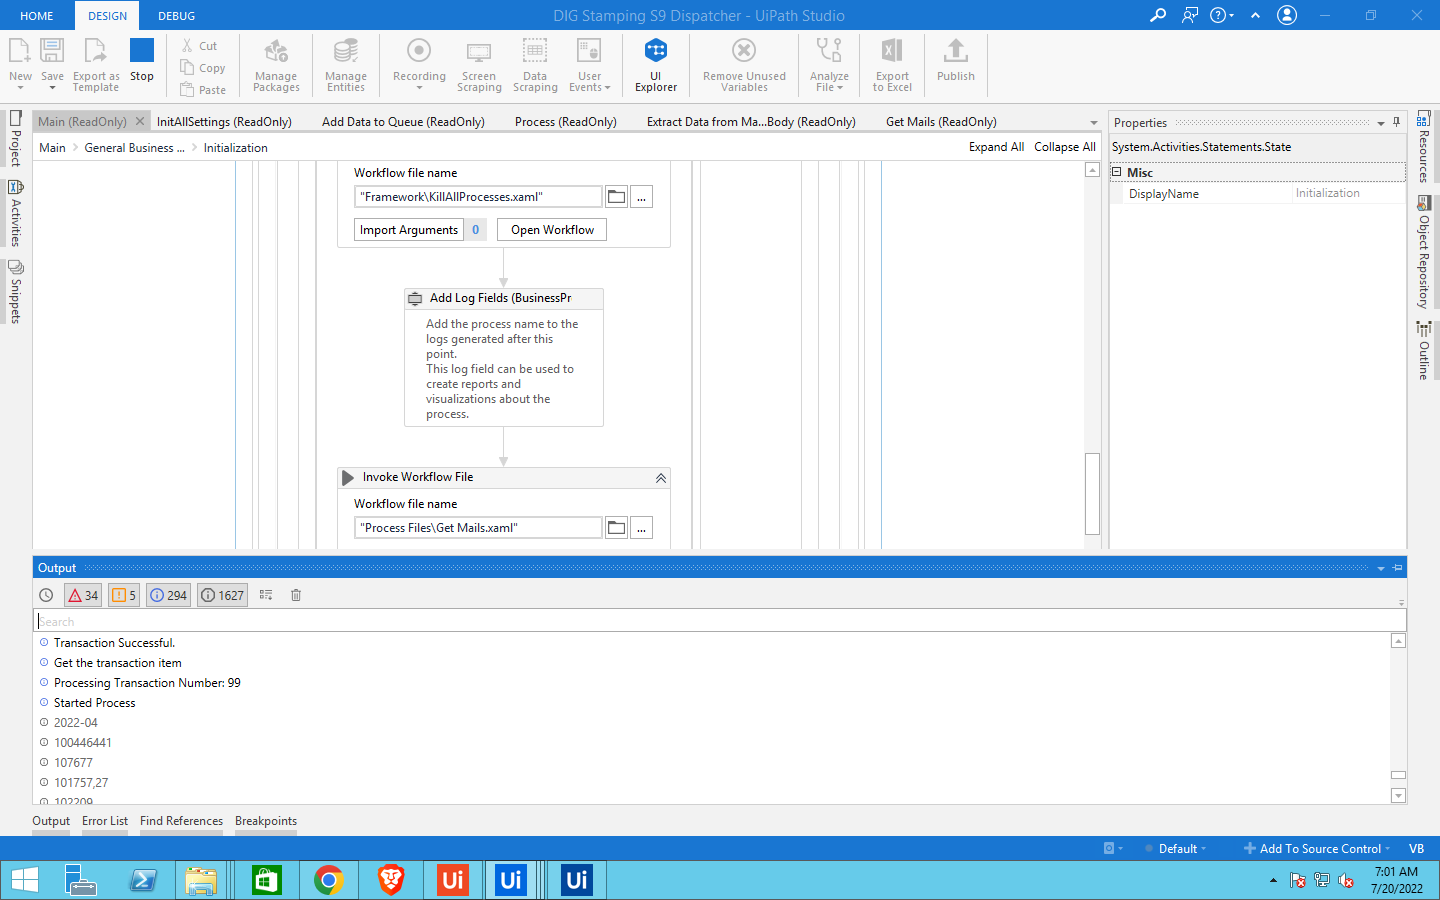 HOME DESIGN DEBUG DIG Stamping S9 Dispatcher - UiPath Studio
New
Save
Export as
Template
Stop
Cut
Copy
Paste
Manage
Packages
Manage
Entities
Recording
Screen
Scraping
Data
Scraping
User
Events
UI
Explorer
Remove Unused
Variables
Analyze
File
Export
to Excel
Publish
Main (ReadOnly) InitAllSettings (ReadOnly) Add Data to Queue (ReadOnly) Process (ReadOnly) Extract Data from Ma...Body (ReadOnly) Get Mails (ReadOnly)
Main General Business ... Initialization Expand All Collapse All
Project
Activities
Snippets
Workflow file name
"Framework\KillAllProcesses.xaml"
...
Import Arguments 0 Open Workflow
Add Log Fields (BusinessPr
Add the process name to the
logs generated after this
point.
This log field can be used to
create reports and
visualizations about the
process.
Invoke Workflow File
Workflow file name
"Process Files\Get Mails.xaml"
...
Properties
System.Activities.Statements.State
Misc
DisplayName Initialization
Resources
Object Repository
Outline
Output
34 5 294 1627
Search
Transaction Successful.
Get the transaction item
Processing Transaction Number: 99
Started Process
2022-04
100446441
107677
101757,27
102209
Output Error List Find References Breakpoints
Default Add To Source Control VB
Ui Ui Ui
7:01 AM
7/20/2022